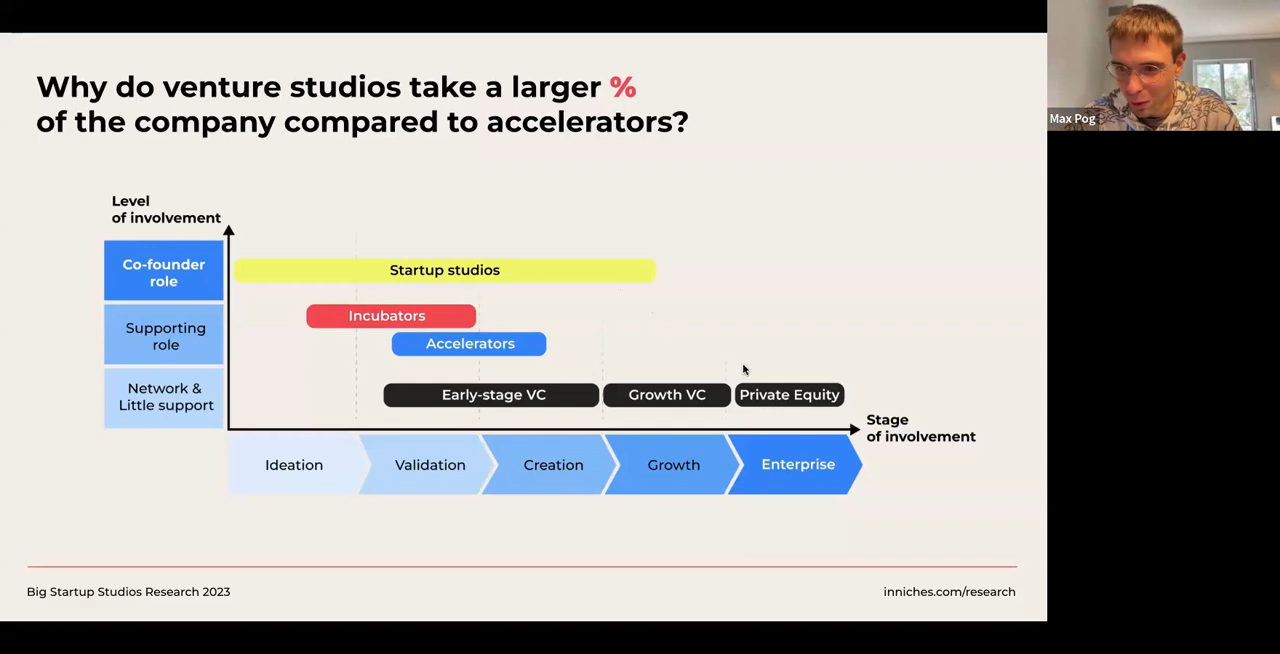 Why do venture studios take a larger %
of the company compared to accelerators?
Max Pog
Level
of involvement
Co-founder
role
Startup studios
Supporting
role
Incubators
Accelerators
Network &
Little support
Early-stage VC
Growth VC
Private Equity
Stage
of involvement
Ideation
Validation
Creation
Growth
Enterprise
Big Startup Studios Research 2023
inniches.com/research